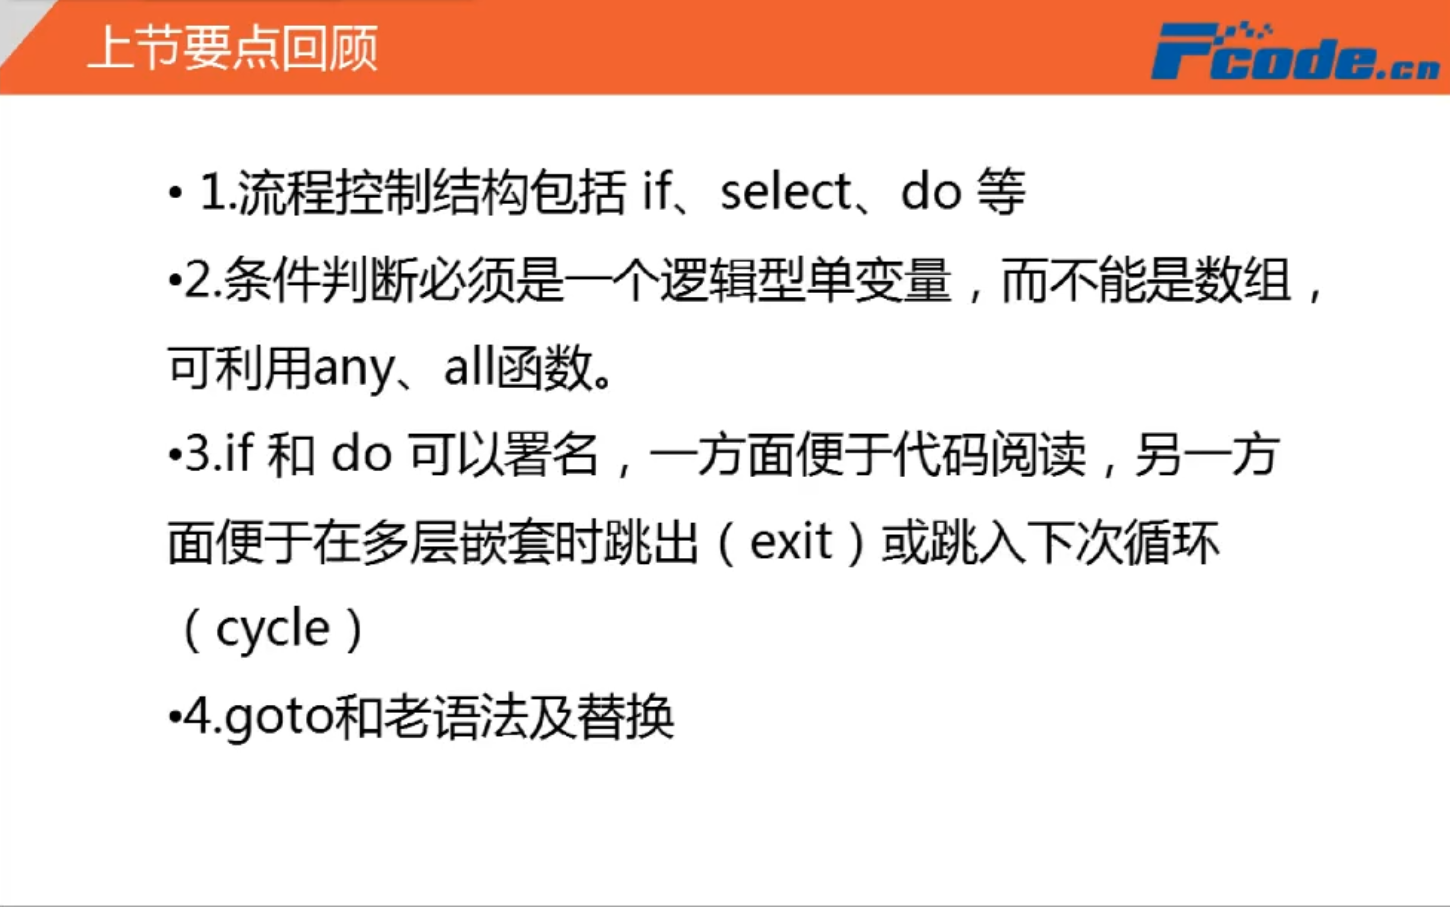 上节要点回顾
Fcode.cn
• 1.流程控制结构包括 if、select、do 等
•2.条件判断必须是一个逻辑型单变量，而不能是数组，
可利用any、all函数。
•3.if 和 do 可以署名，一方面便于代码阅读，另一方
面便于在多层嵌套时跳出（exit）或跳入下次循环
（cycle）
•4.goto和老语法及替换